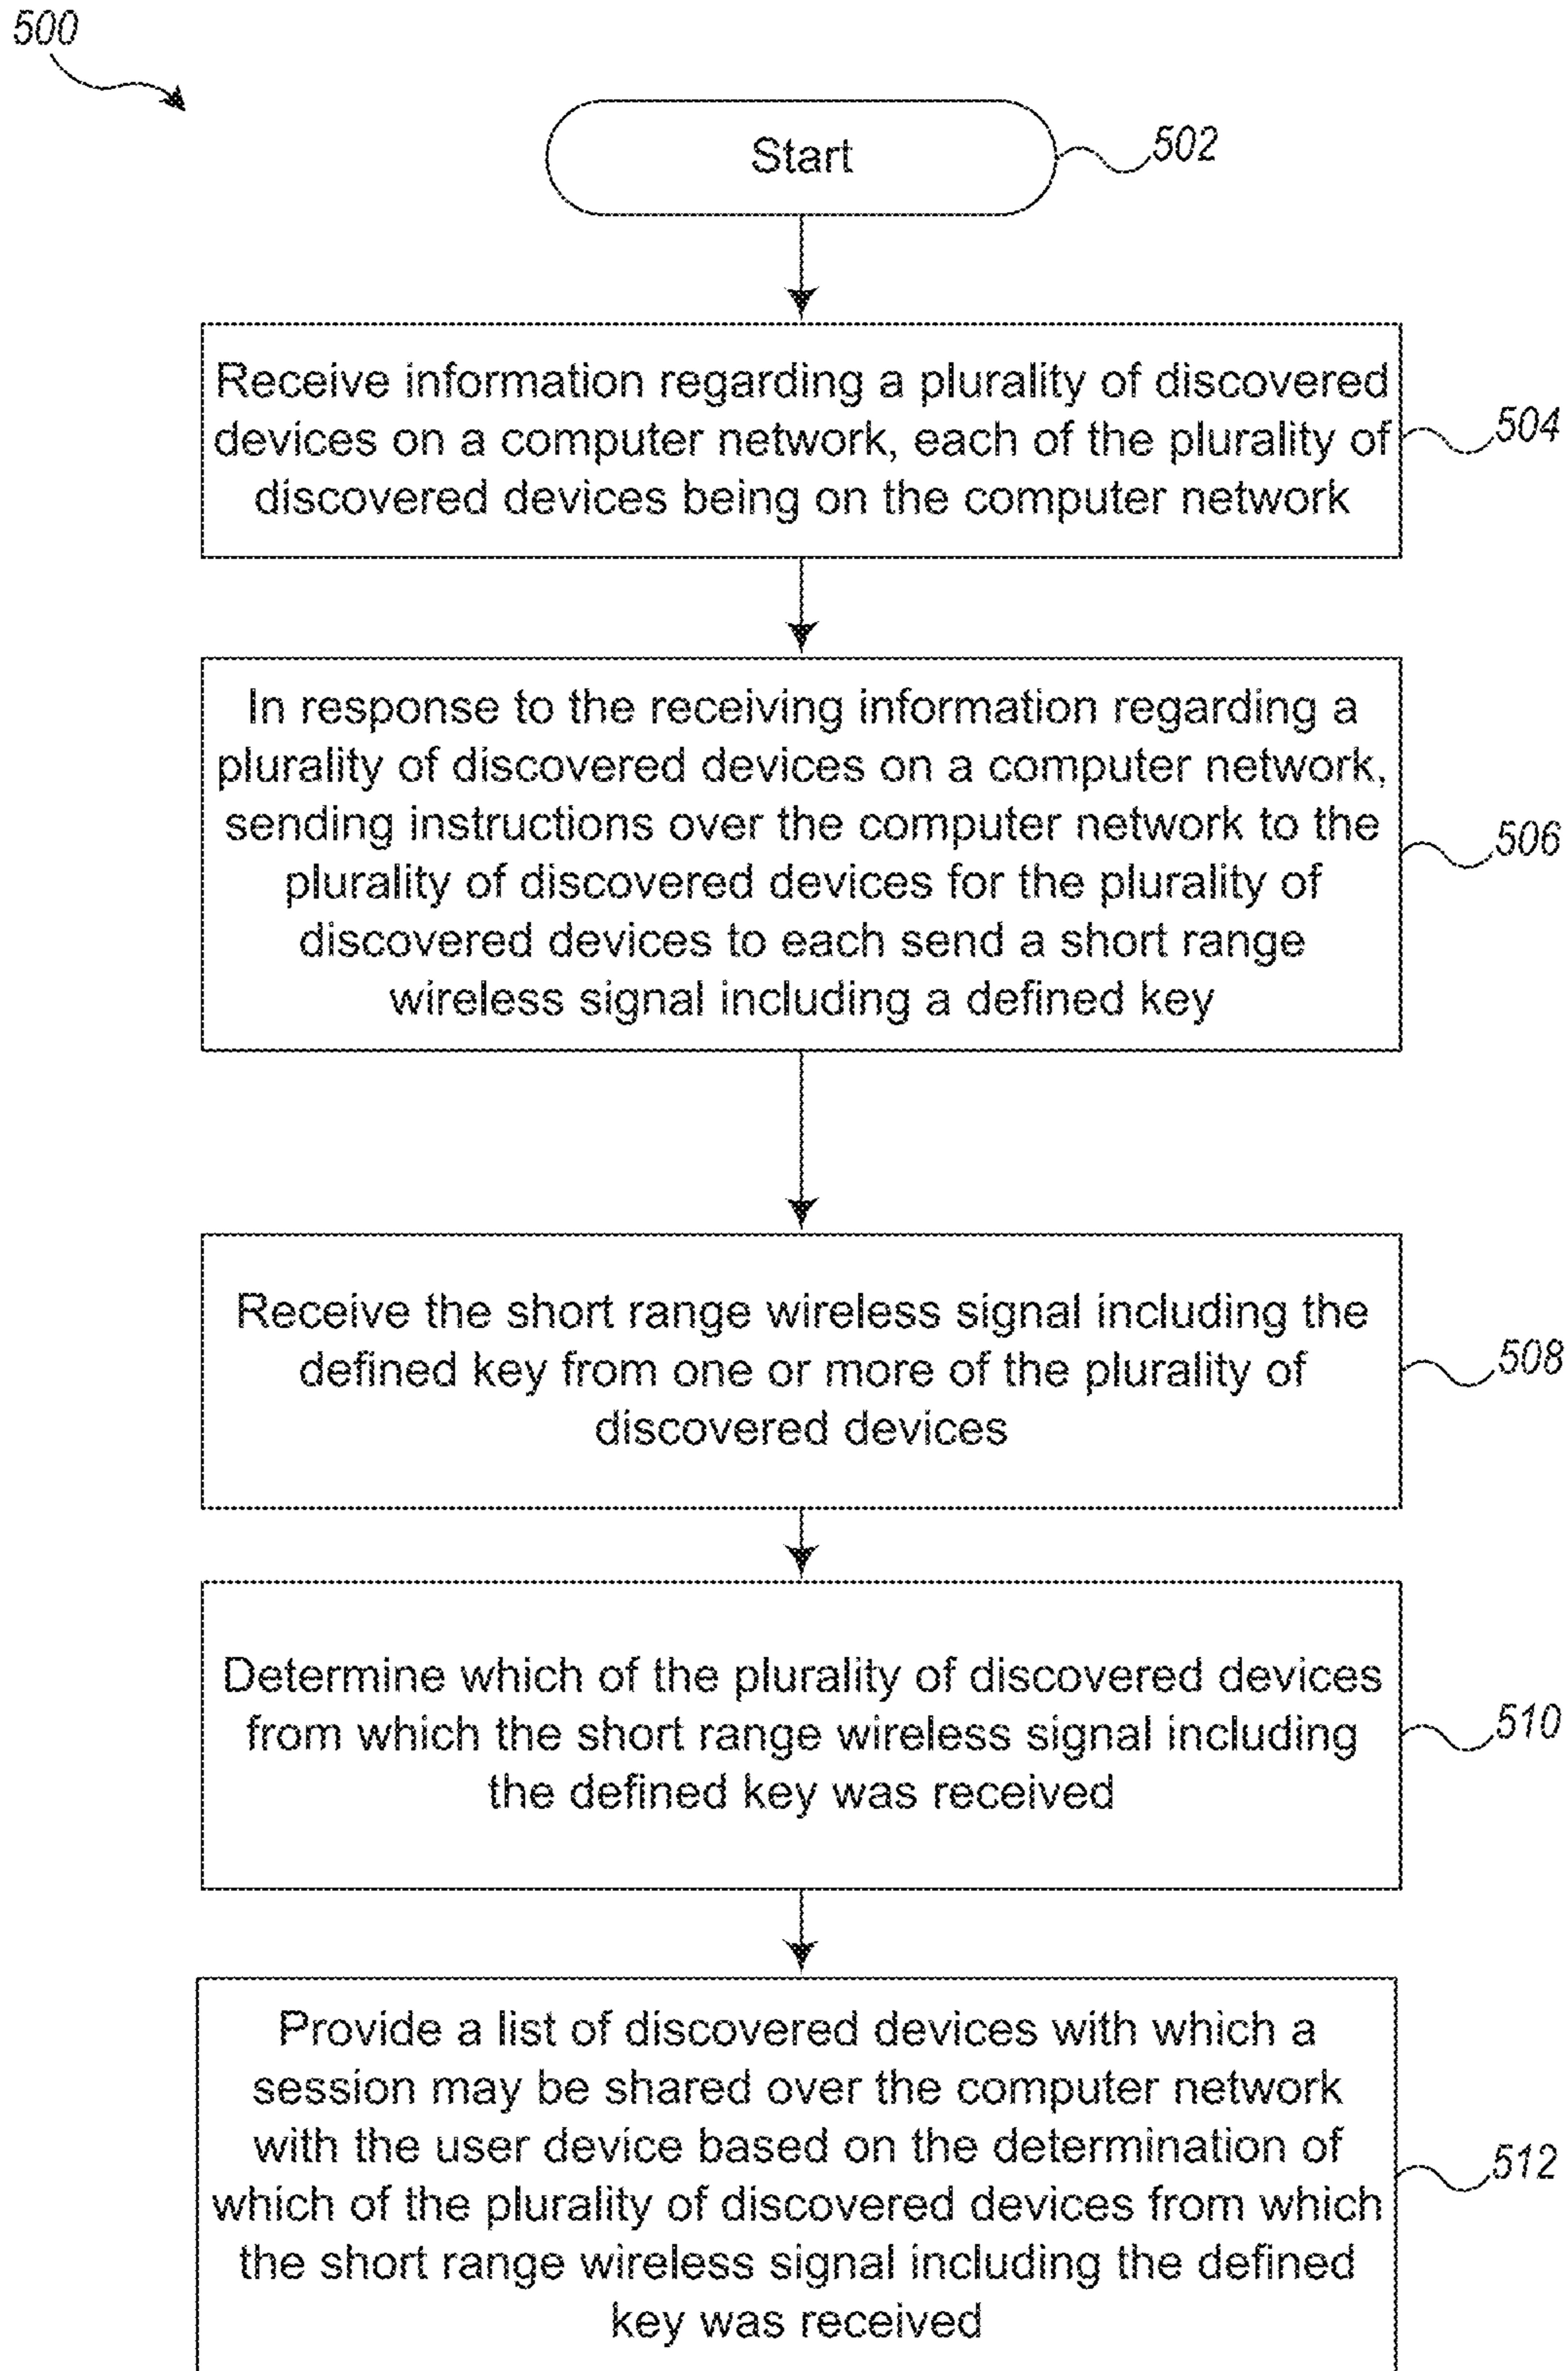 500
Start
502
Receive information regarding a plurality of discovered
devices on a computer network, each of the plurality of
discovered devices being on the computer network
504
In response to the receiving information regarding a
plurality of discovered devices on a computer network,
sending instructions over the computer network to the
plurality of discovered devices for the plurality of
discovered devices to each send a short range
wireless signal including a defined key
506
Receive the short range wireless signal including the
defined key from one or more of the plurality of
discovered devices
508
Determine which of the plurality of discovered devices
from which the short range wireless signal including
the defined key was received
510
Provide a list of discovered devices with which a
session may be shared over the computer network
with the user device based on the determination of
which of the plurality of discovered devices from which
the short range wireless signal including the defined
key was received
512